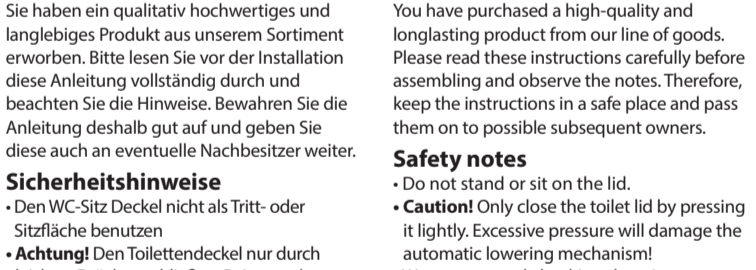 Sie haben ein qualitativ hochwertiges und
langlebiges Produkt aus unserem Sortiment
erworben. Bitte lesen Sie vor der Installation
diese Anleitung vollständig durch und
beachten Sie die Hinweise. Bewahren Sie die
Anleitung deshalb gut auf und geben Sie
diese auch an eventuelle Nachbesitzer weiter.
Sicherheitshinweise
• Den WC-Sitz Deckel nicht als Tritt- oder
Sitzfläche benutzen
• Achtung! Den Toilettendeckel nur durch
You have purchased a high-quality and
longlasting product from our line of goods.
Please read these instructions carefully before
assembling and observe the notes. Therefore,
keep the instructions in a safe place and pass
them on to possible subsequent owners.
Safety notes
• Do not stand or sit on the lid.
• Caution! Only close the toilet lid by pressing
it lightly. Excessive pressure will damage the
automatic lowering mechanism!